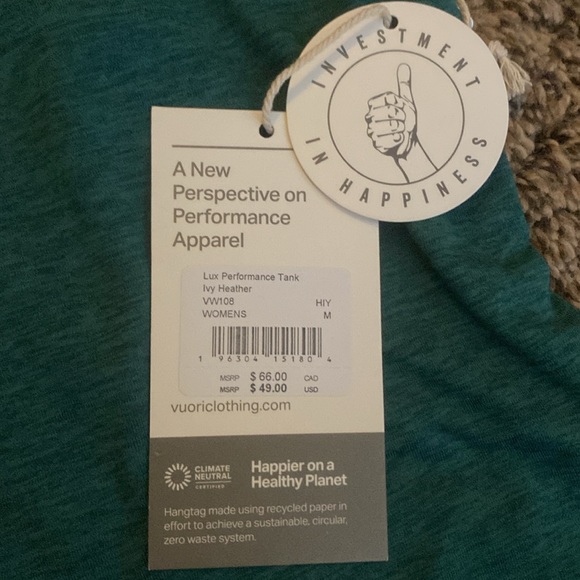 INVESTMENT
IN HAPPINESS
A New
Perspective on
Performance
Apparel
Lux Performance Tank
Ivy Heather
VW108 HIY
WOMENS M
1 96304 15180 4
MSRP $ 66.00 CAD
MSRP $ 49.00 USD
vuoriclothing.com
CLIMATE
NEUTRAL
CERTIFIED
Happier on a
Healthy Planet
Hangtag made using recycled paper in
effort to achieve a sustainable, circular,
zero waste system.